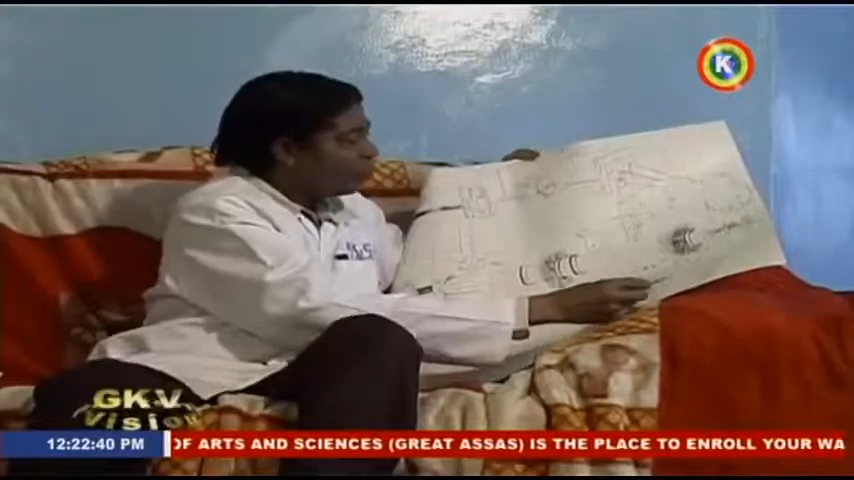 K
GKV
Vision
12:22:40 PM
OF ARTS AND SCIENCES (GREAT ASSAS) IS THE PLACE TO ENROLL YOUR WA